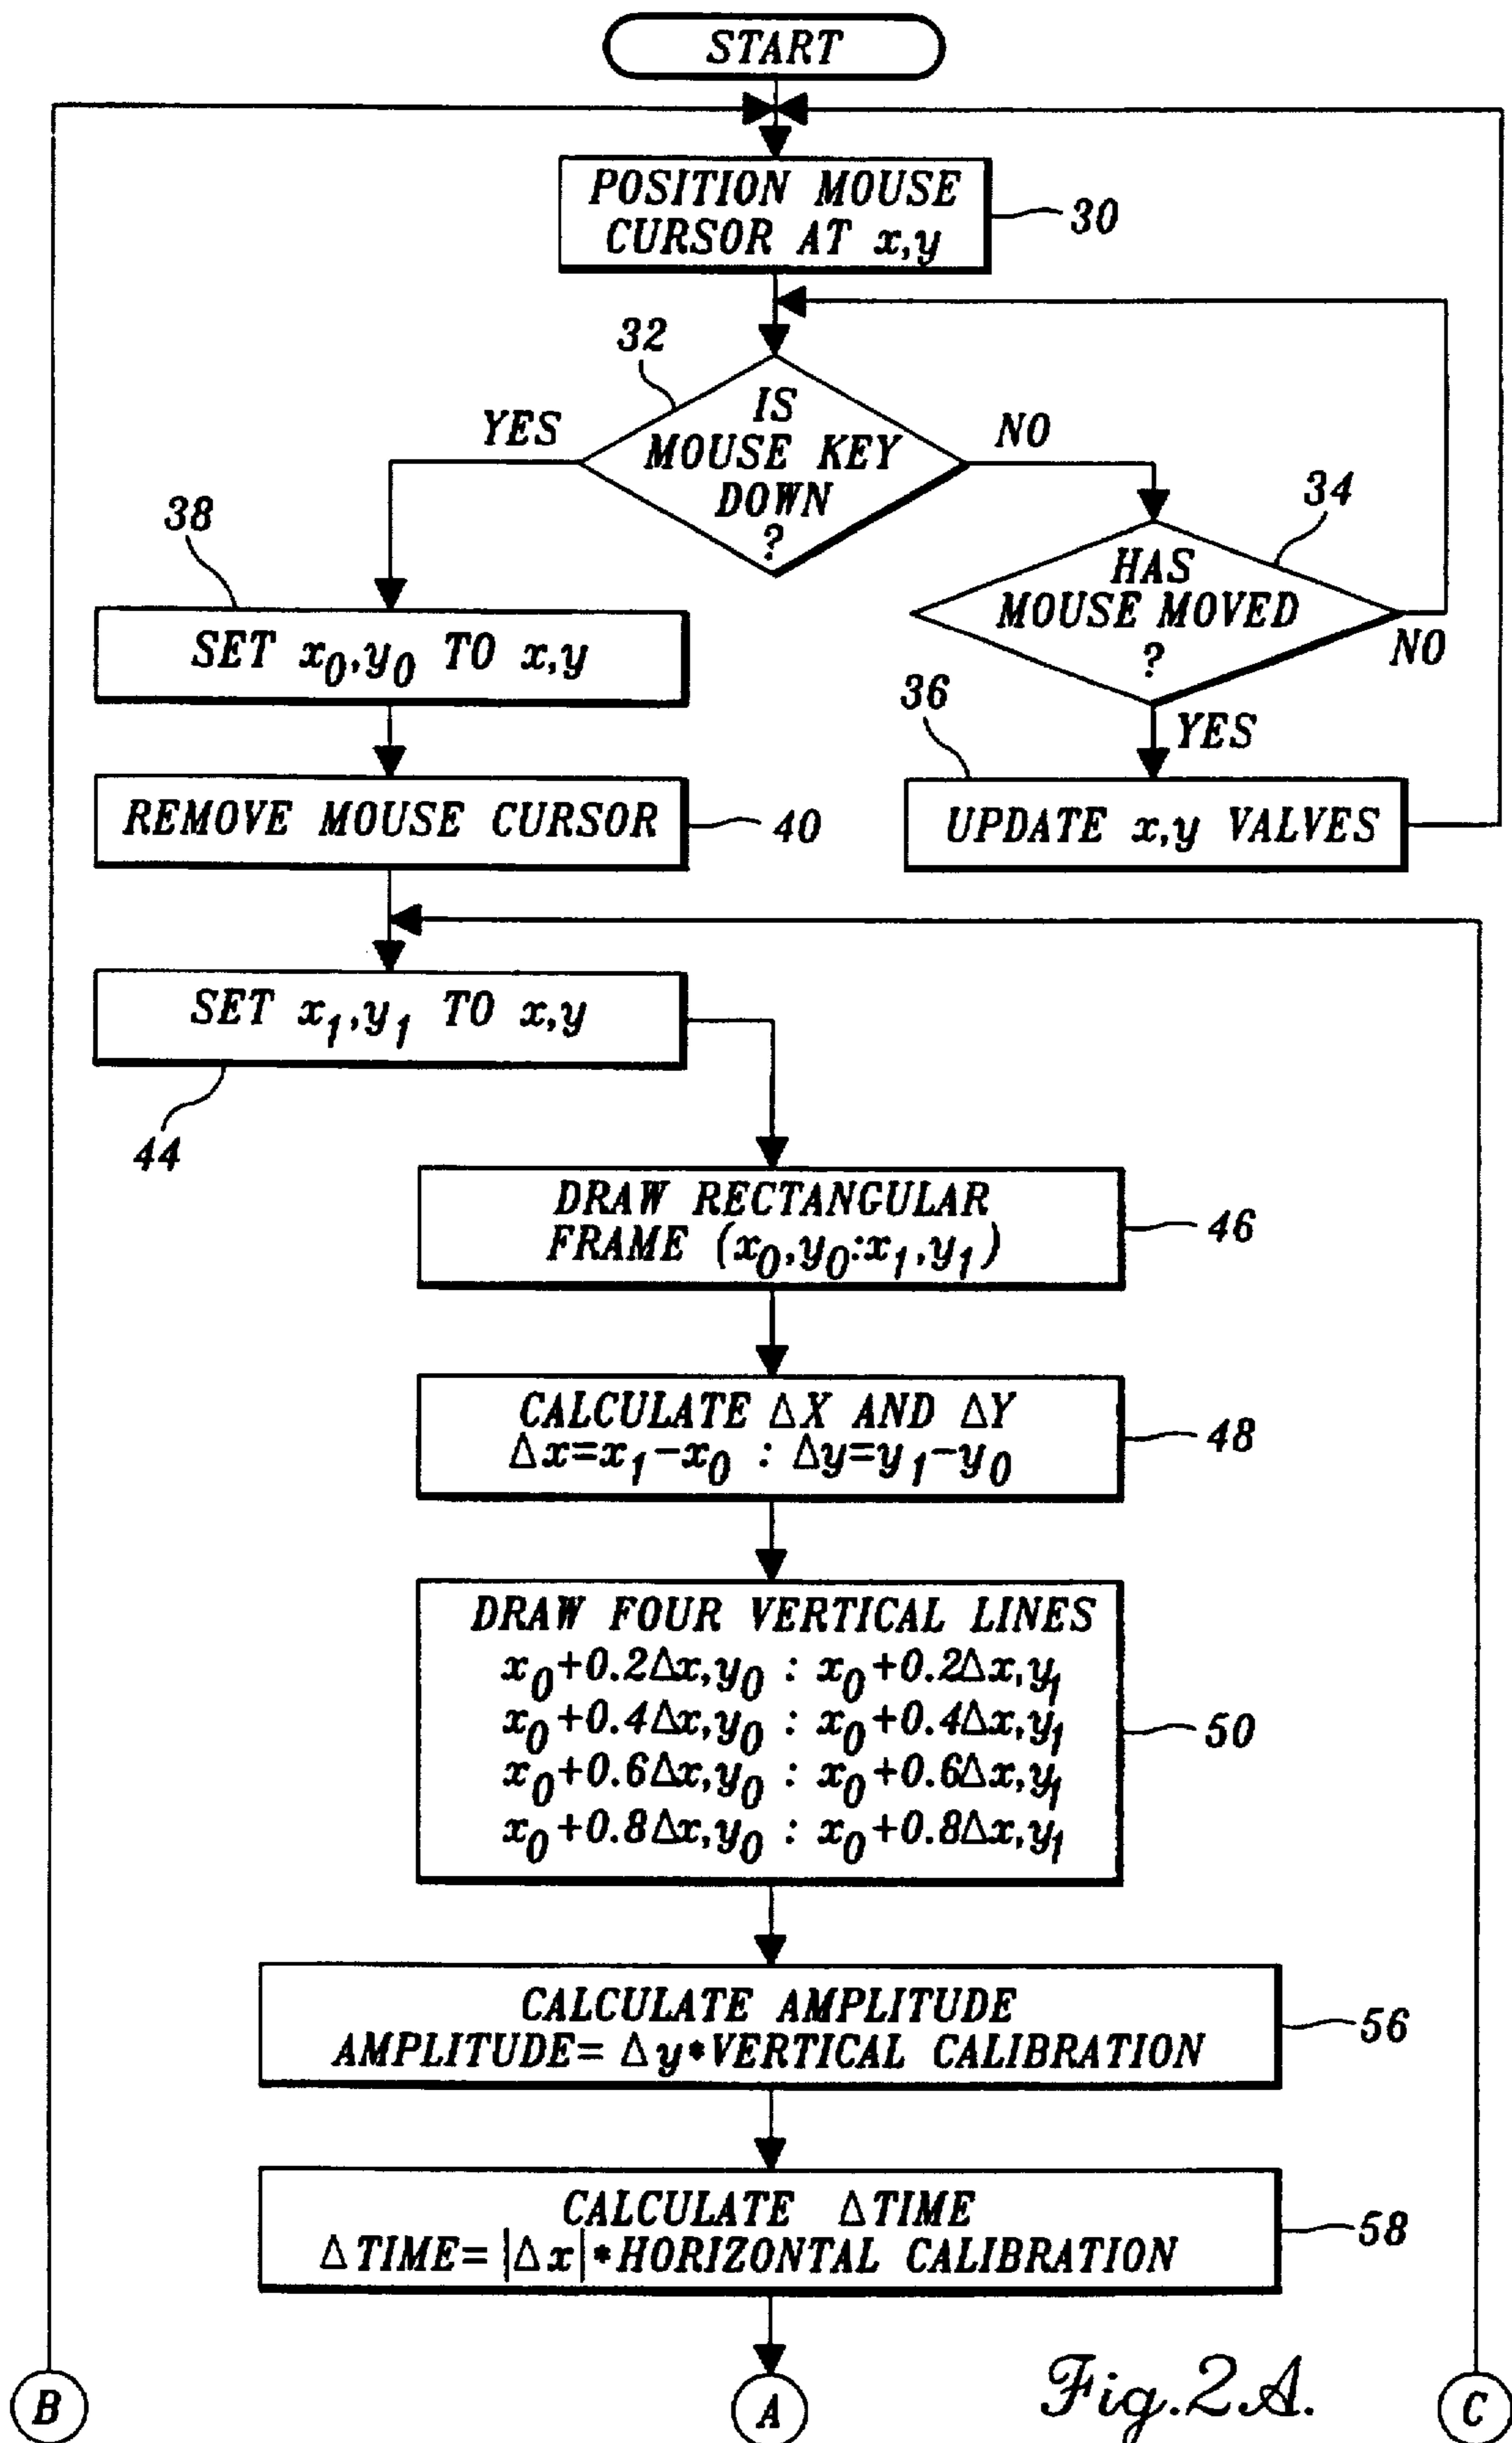 START
POSITION MOUSE
CURSOR AT x,y
30
32
IS
MOUSE KEY
DOWN
?
YES
NO
34
HAS
MOUSE MOVED
?
NO
YES
38
SET x₀,y₀ TO x,y
36
UPDATE x,y VALVES
REMOVE MOUSE CURSOR
40
SET x₁,y₁ TO x,y
44
DRAW RECTANGULAR
FRAME (x₀,y₀:x₁,y₁)
46
CALCULATE ΔX AND ΔY
Δx=x₁-x₀ : Δy=y₁-y₀
48
DRAW FOUR VERTICAL LINES
x₀+0.2Δx,y₀ : x₀+0.2Δx,y₁
x₀+0.4Δx,y₀ : x₀+0.4Δx,y₁
x₀+0.6Δx,y₀ : x₀+0.6Δx,y₁
x₀+0.8Δx,y₀ : x₀+0.8Δx,y₁
50
CALCULATE AMPLITUDE
AMPLITUDE= Δy*VERTICAL CALIBRATION
56
CALCULATE ΔTIME
ΔTIME=|Δx|*HORIZONTAL CALIBRATION
58
B
A
Fig.2A.
C